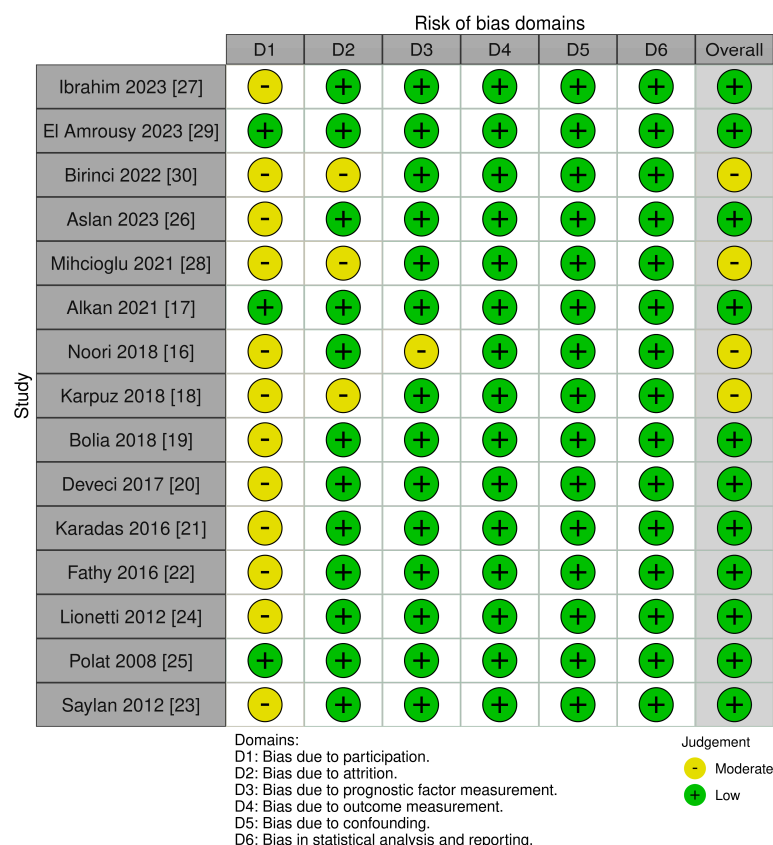 Risk of bias domains
D1 D2 D3 D4 D5 D6 Overall
Study
Ibrahim 2023 [27] - + + + + + +
El Amrousy 2023 [29] + + + + + + +
Birinci 2022 [30] - - + + + + -
Aslan 2023 [26] - + + + + + +
Mihcioglu 2021 [28] - - + + + + -
Alkan 2021 [17] + + + + + + +
Noori 2018 [16] - + - + + + -
Karpuz 2018 [18] - - + + + + -
Bolia 2018 [19] - + + + + + +
Deveci 2017 [20] - + + + + + +
Karadas 2016 [21] - + + + + + +
Fathy 2016 [22] - + + + + + +
Lionetti 2012 [24] - + + + + + +
Polat 2008 [25] + + + + + + +
Saylan 2012 [23] - + + + + + +
Domains:
D1: Bias due to participation.
D2: Bias due to attrition.
D3: Bias due to prognostic factor measurement.
D4: Bias due to outcome measurement.
D5: Bias due to confounding.
D6: Bias in statistical analysis and reporting.
Judgement
- Moderate
+ Low